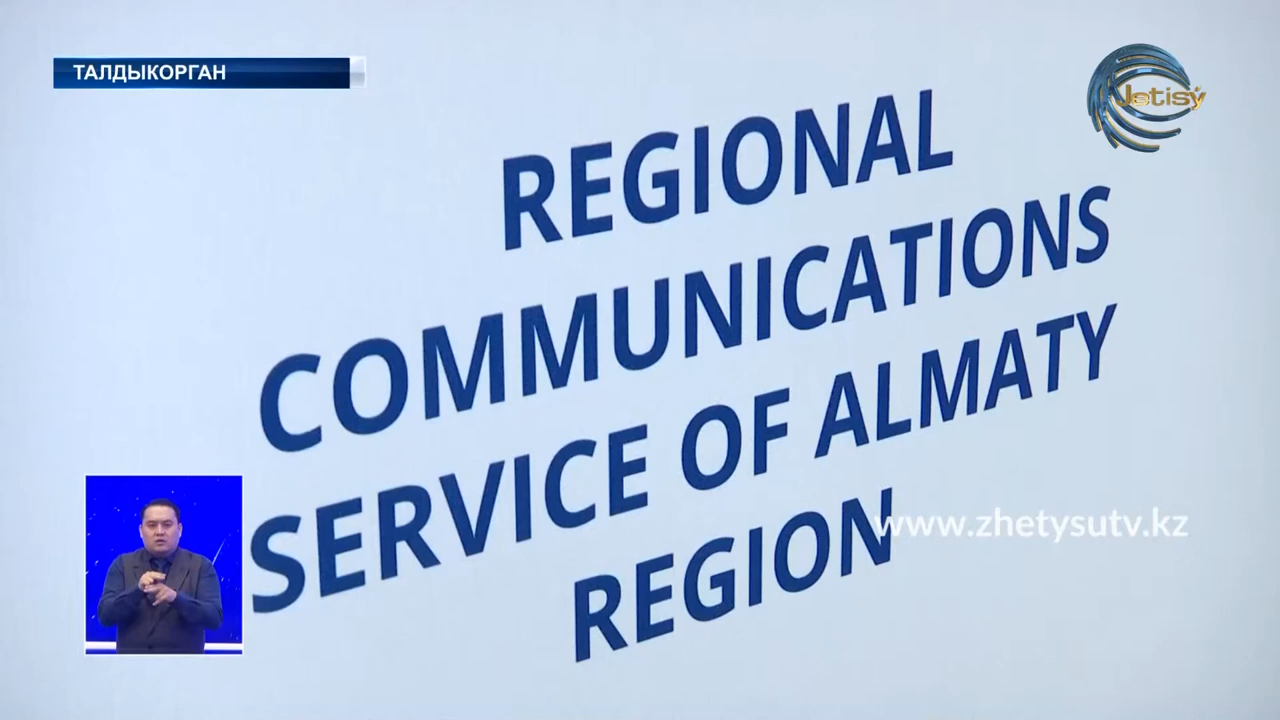 ТАЛДЫКОРГАН
Jetisý
REGIONAL
COMMUNICATIONS
SERVICE OF ALMATY
REGION
www.zhetysutv.kz